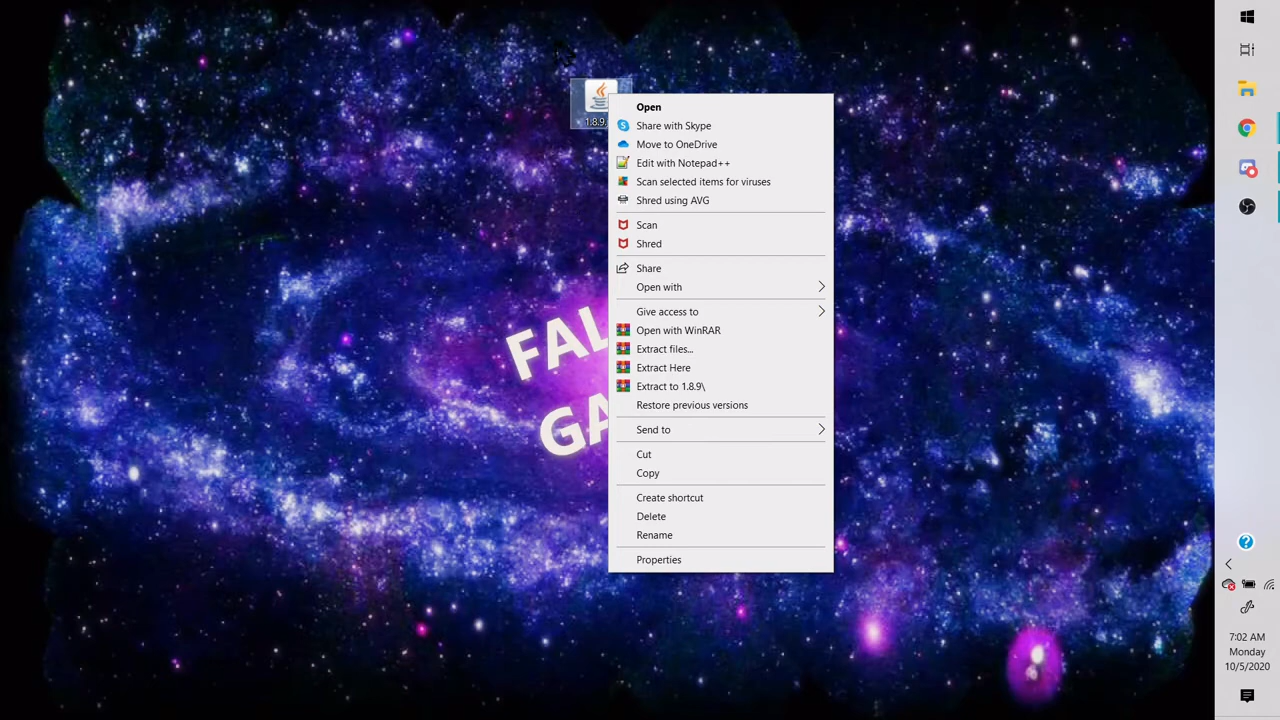 1.8.9.
Open
Share with Skype
Move to OneDrive
Edit with Notepad++
Scan selected items for viruses
Shred using AVG
Scan
Shred
Share
Open with
Give access to
Open with WinRAR
Extract files...
Extract Here
Extract to 1.8.9\
Restore previous versions
Send to
Cut
Copy
Create shortcut
Delete
Rename
Properties
FAL
GA
7:02 AM
Monday
10/5/2020